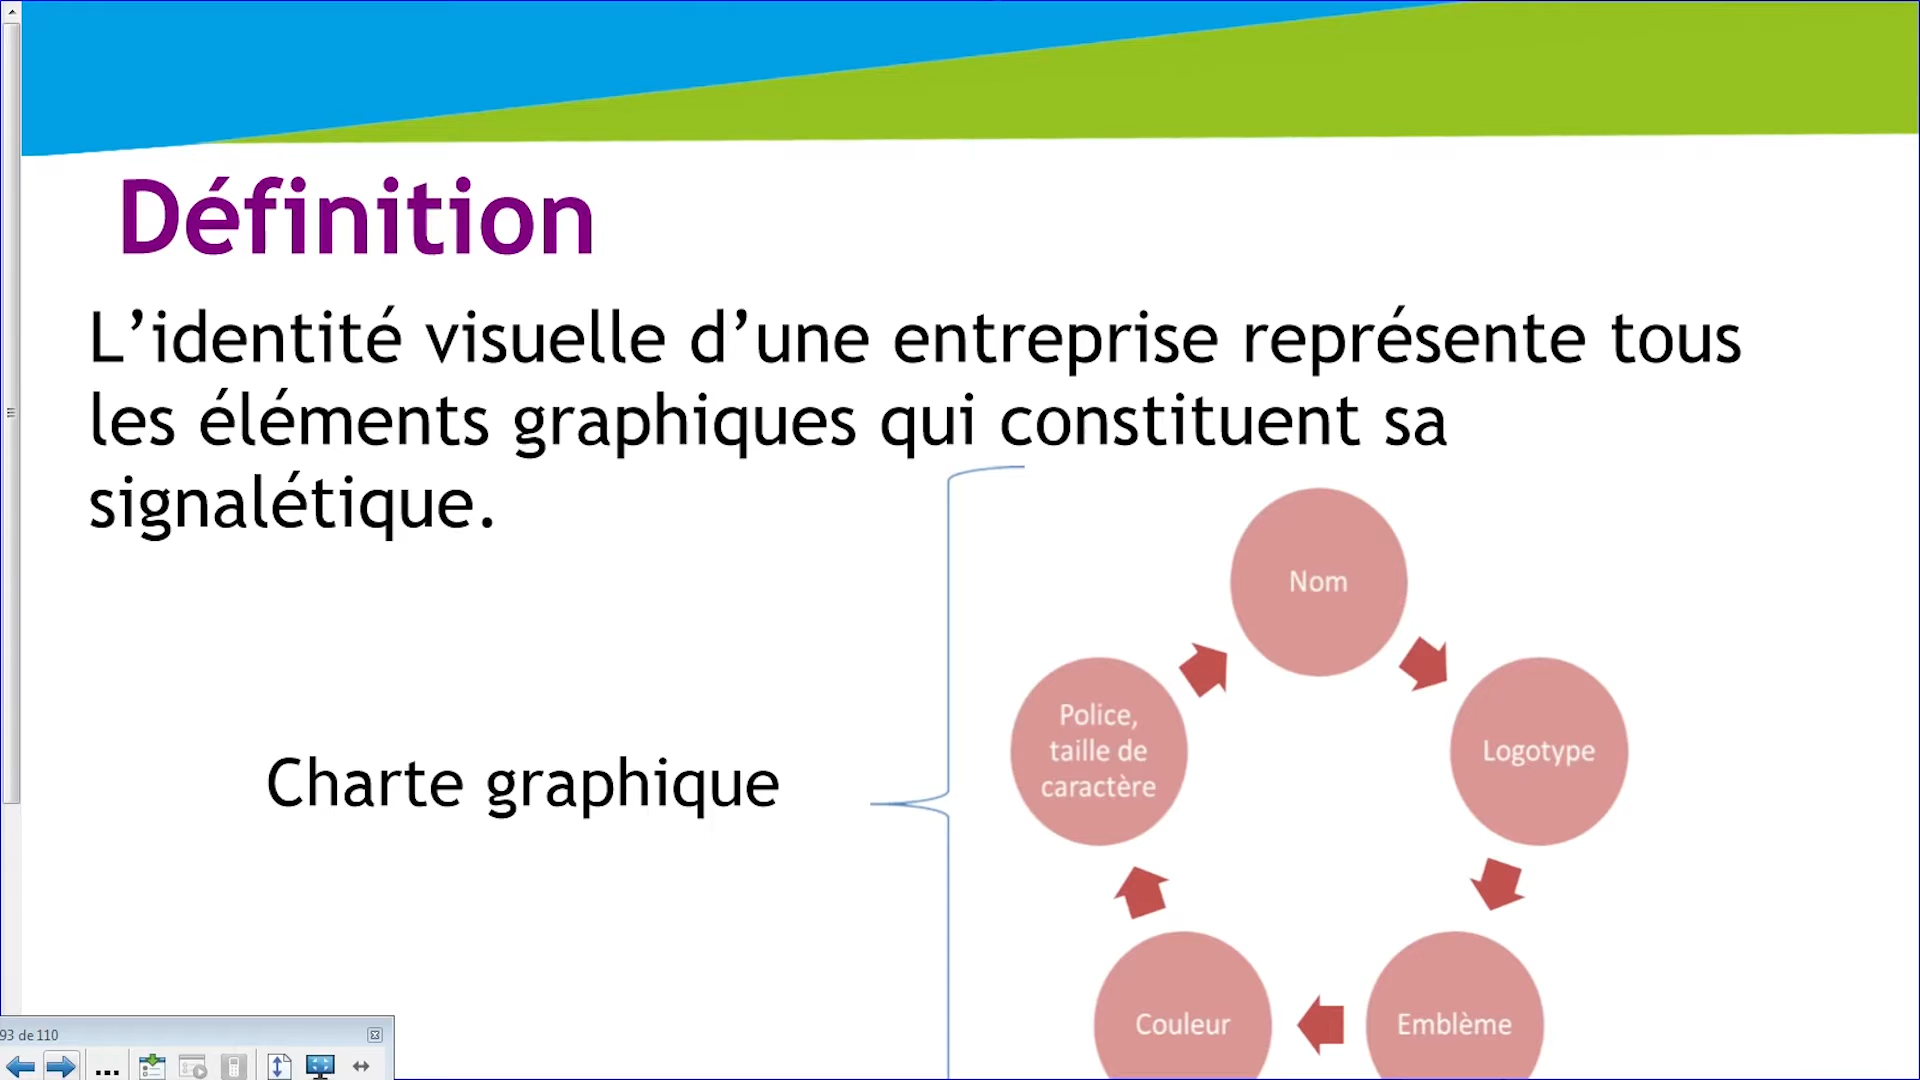 Définition
L’identité visuelle d’une entreprise représente tous
les éléments graphiques qui constituent sa
signalétique.
Charte graphique
Nom
Logotype
Emblème
Couleur
Police,
taille de
caractère
93 de 110
...